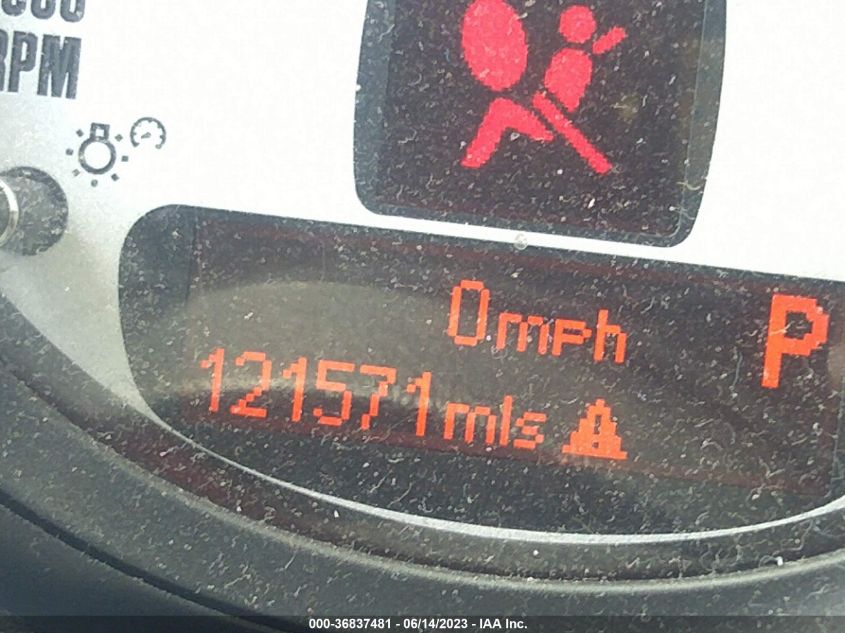 RPM
0mph P
121571mls
000-36837481 - 06/14/2023 - IAA Inc.